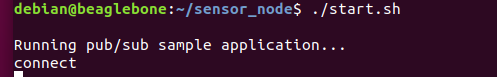 debian@beaglebone:~/sensor_node$ ./start.sh
Running pub/sub sample application...
connect